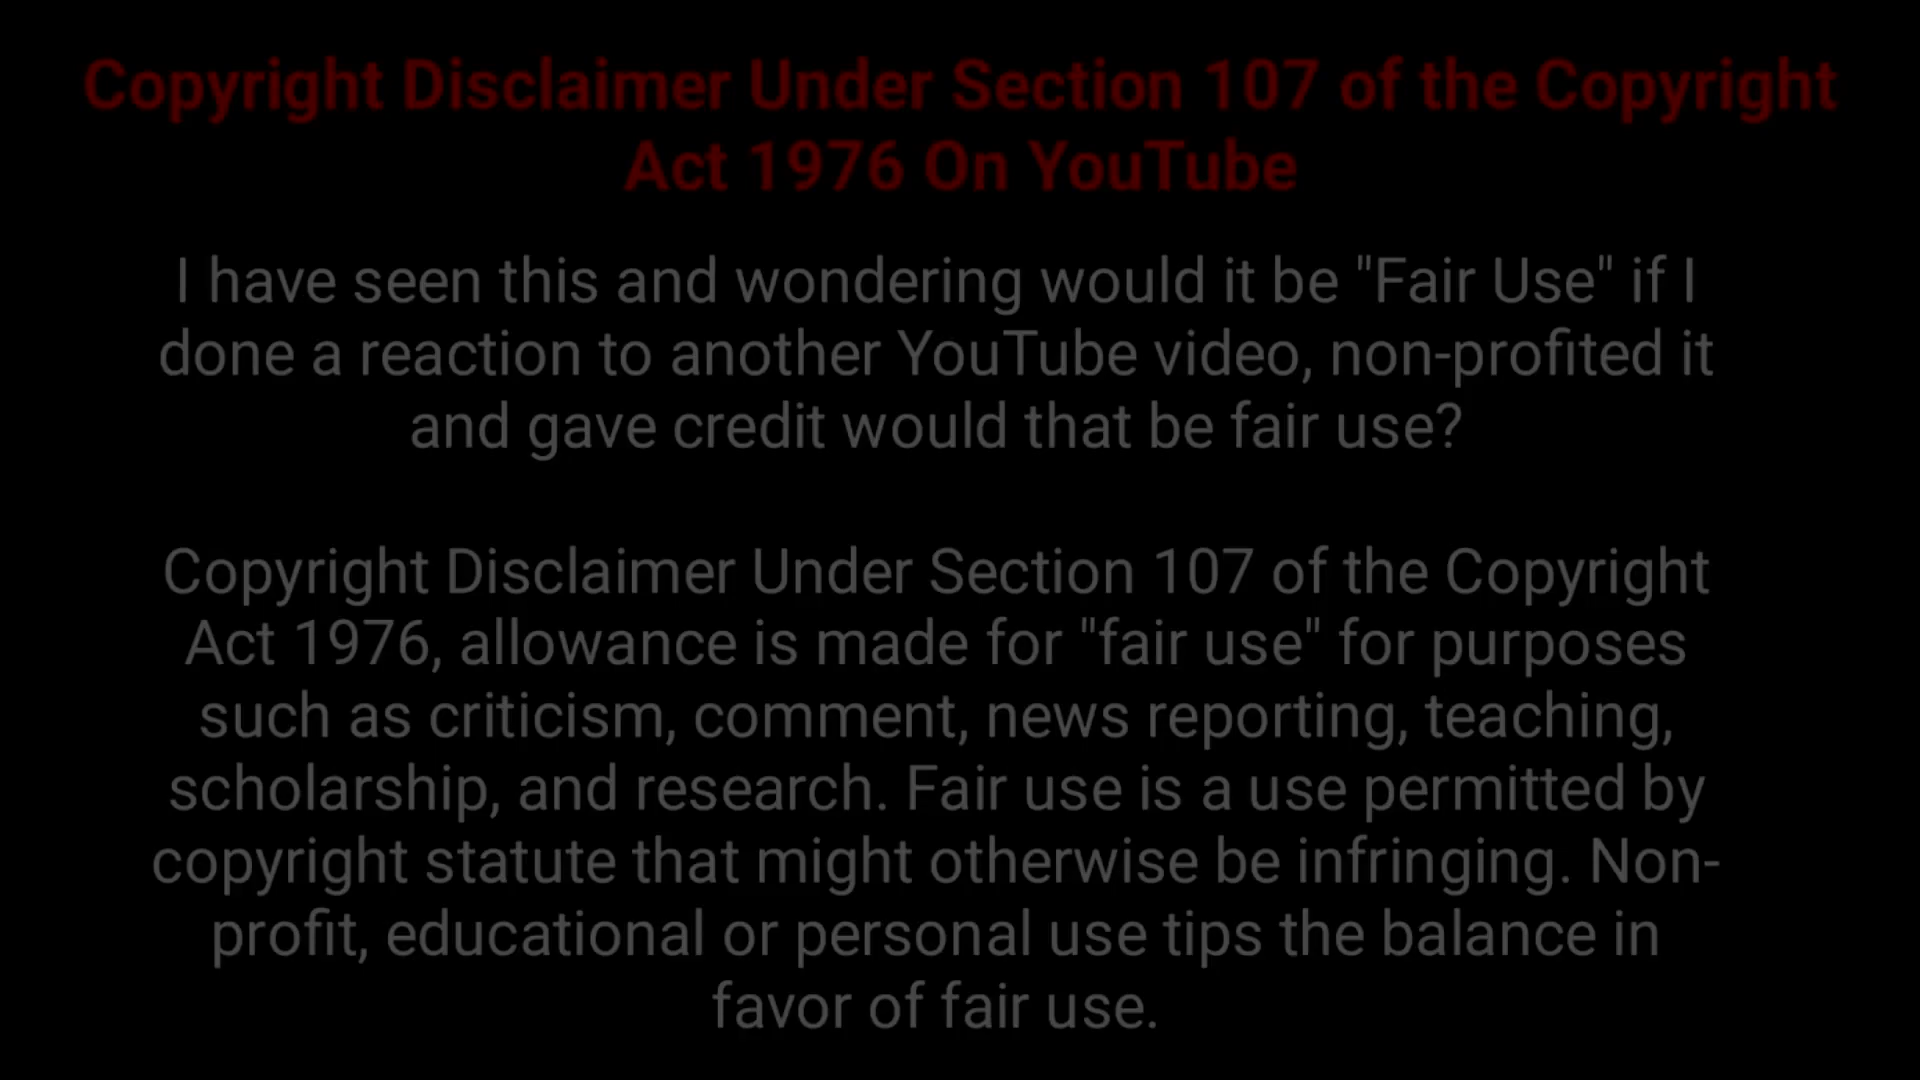 Copyright Disclaimer Under Section 107 of the Copyright
Act 1976 On YouTube
I have seen this and wondering would it be "Fair Use" if I
done a reaction to another YouTube video, non-profited it
and gave credit would that be fair use?
Copyright Disclaimer Under Section 107 of the Copyright
Act 1976, allowance is made for "fair use" for purposes
such as criticism, comment, news reporting, teaching,
scholarship, and research. Fair use is a use permitted by
copyright statute that might otherwise be infringing. Non-
profit, educational or personal use tips the balance in
favor of fair use.